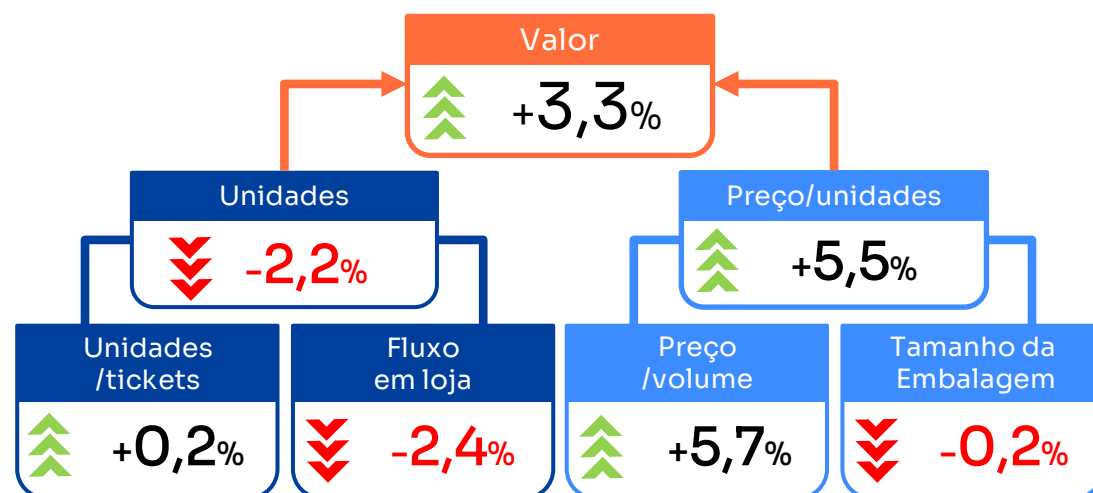 Valor
+3,3%
Unidades
-2,2%
Preço/unidades
+5,5%
Unidades
/tickets
+0,2%
Fluxo
em loja
-2,4%
Preço
/volume
+5,7%
Tamanho da
Embalagem
-0,2%